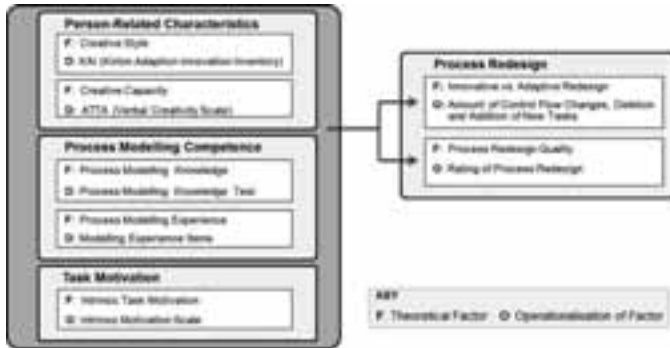 Person-Related Characteristics
F: Creative Style
O: KAI (Kirton Adaption-Innovation Inventory)
F: Creative Capacity
O: ATTA (Verbal Creativity Scale)
Process Modelling Competence
F: Process Modelling Knowledge
O: Process Modelling Knowledge Test
F: Process Modelling Experience
O: Modelling Experience Items
Task Motivation
F: Intrinsic Task Motivation
O: Intrinsic Motivation Scale
Process Redesign
F: Innovative vs. Adaptive Redesign
O: Amount of Control Flow Changes, Deletion
and Addition of New Tasks
F: Process Redesign Quality
O: Rating of Process Redesign
KEY
F Theoretical Factor O Operationalisation of Factor